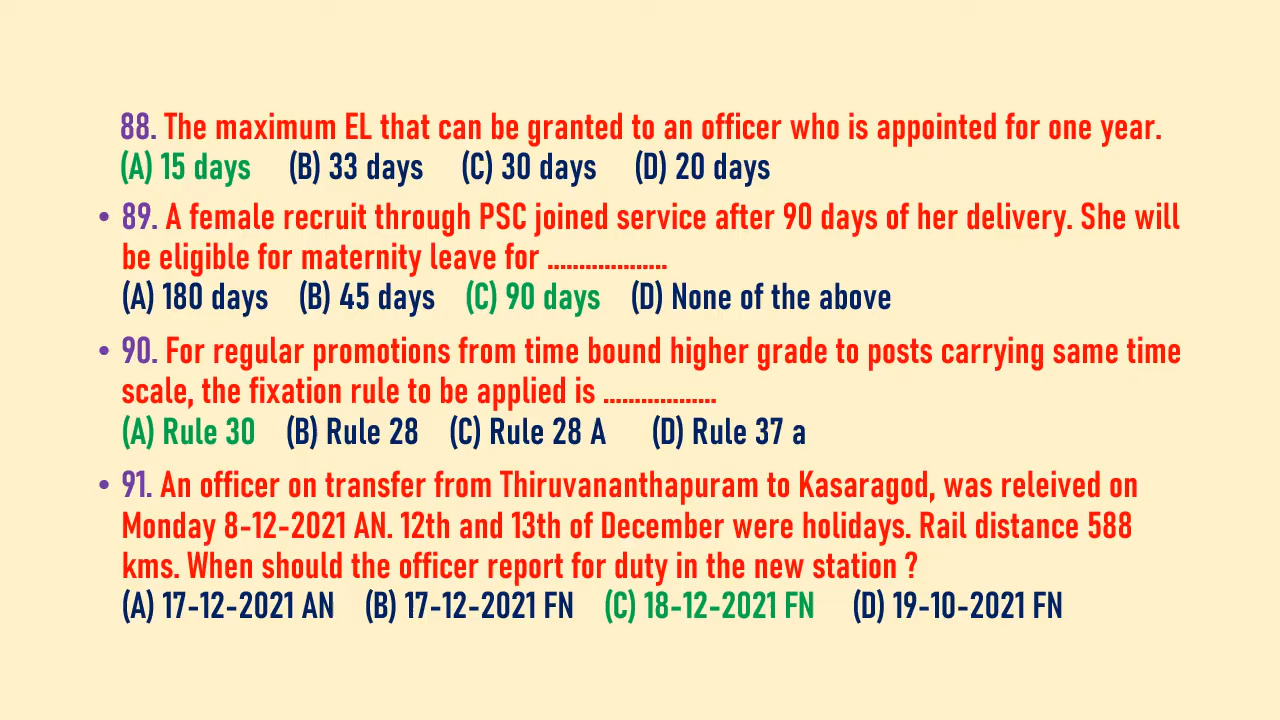 88. The maximum EL that can be granted to an officer who is appointed for one year.
(A) 15 days (B) 33 days (C) 30 days (D) 20 days
• 89. A female recruit through PSC joined service after 90 days of her delivery. She will
be eligible for maternity leave for ...................
(A) 180 days (B) 45 days (C) 90 days (D) None of the above
• 90. For regular promotions from time bound higher grade to posts carrying same time
scale, the fixation rule to be applied is ..................
(A) Rule 30 (B) Rule 28 (C) Rule 28 A (D) Rule 37 a
• 91. An officer on transfer from Thiruvananthapuram to Kasaragod, was releived on
Monday 8-12-2021 AN. 12th and 13th of December were holidays. Rail distance 588
kms. When should the officer report for duty in the new station ?
(A) 17-12-2021 AN (B) 17-12-2021 FN (C) 18-12-2021 FN (D) 19-10-2021 FN